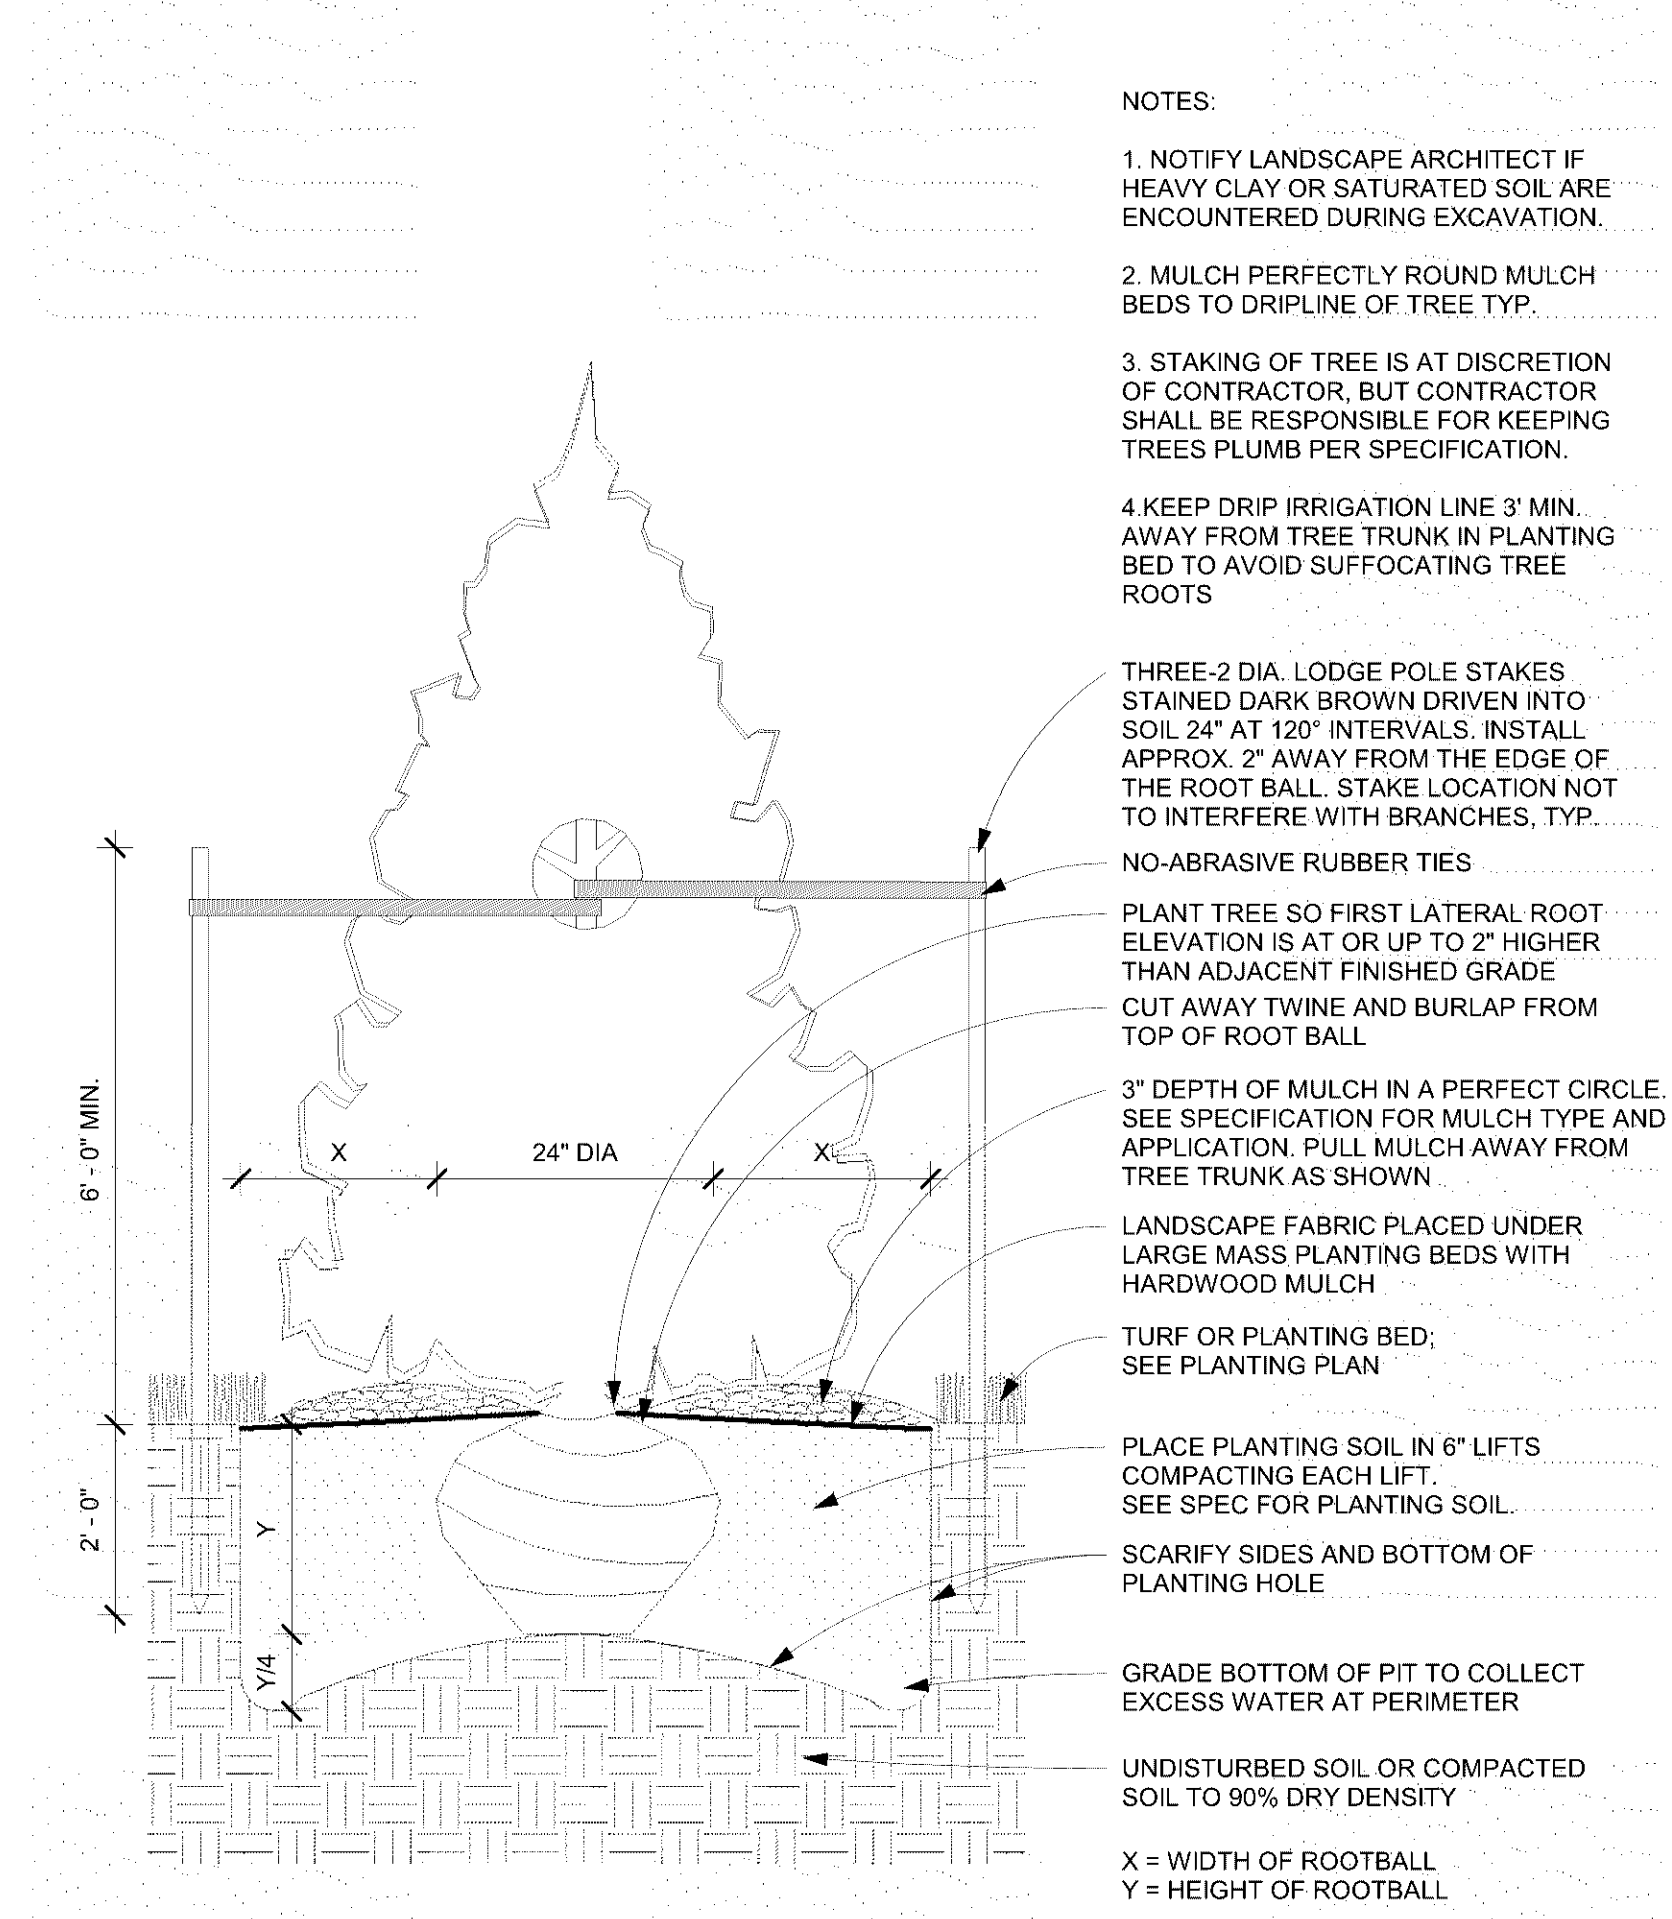 NOTES:
1. NOTIFY LANDSCAPE ARCHITECT IF
HEAVY CLAY OR SATURATED SOIL ARE
ENCOUNTERED DURING EXCAVATION.
2. MULCH PERFECTLY ROUND MULCH
BEDS TO DRIPLINE OF TREE TYP.
3. STAKING OF TREE IS AT DISCRETION
OF CONTRACTOR, BUT CONTRACTOR
SHALL BE RESPONSIBLE FOR KEEPING
TREES PLUMB PER SPECIFICATION.
4.KEEP DRIP IRRIGATION LINE 3' MIN.
AWAY FROM TREE TRUNK IN PLANTING
BED TO AVOID SUFFOCATING TREE
ROOTS
THREE-2 DIA. LODGE POLE STAKES
STAINED DARK BROWN DRIVEN INTO
SOIL 24" AT 120° INTERVALS. INSTALL
APPROX. 2" AWAY FROM THE EDGE OF
THE ROOT BALL. STAKE LOCATION NOT
TO INTERFERE WITH BRANCHES, TYP.
NO-ABRASIVE RUBBER TIES
PLANT TREE SO FIRST LATERAL ROOT
ELEVATION IS AT OR UP TO 2" HIGHER
THAN ADJACENT FINISHED GRADE
CUT AWAY TWINE AND BURLAP FROM
TOP OF ROOT BALL
3" DEPTH OF MULCH IN A PERFECT CIRCLE.
SEE SPECIFICATION FOR MULCH TYPE AND
APPLICATION. PULL MULCH AWAY FROM
TREE TRUNK AS SHOWN
LANDSCAPE FABRIC PLACED UNDER
LARGE MASS PLANTING BEDS WITH
HARDWOOD MULCH
TURF OR PLANTING BED;
SEE PLANTING PLAN
PLACE PLANTING SOIL IN 6" LIFTS
COMPACTING EACH LIFT.
SEE SPEC FOR PLANTING SOIL.
SCARIFY SIDES AND BOTTOM OF
PLANTING HOLE
GRADE BOTTOM OF PIT TO COLLECT
EXCESS WATER AT PERIMETER
UNDISTURBED SOIL OR COMPACTED
SOIL TO 90% DRY DENSITY
X = WIDTH OF ROOTBALL
Y = HEIGHT OF ROOTBALL
6' - 0" MIN.
X
24" DIA
X
2' - 0"
Y
Y/4